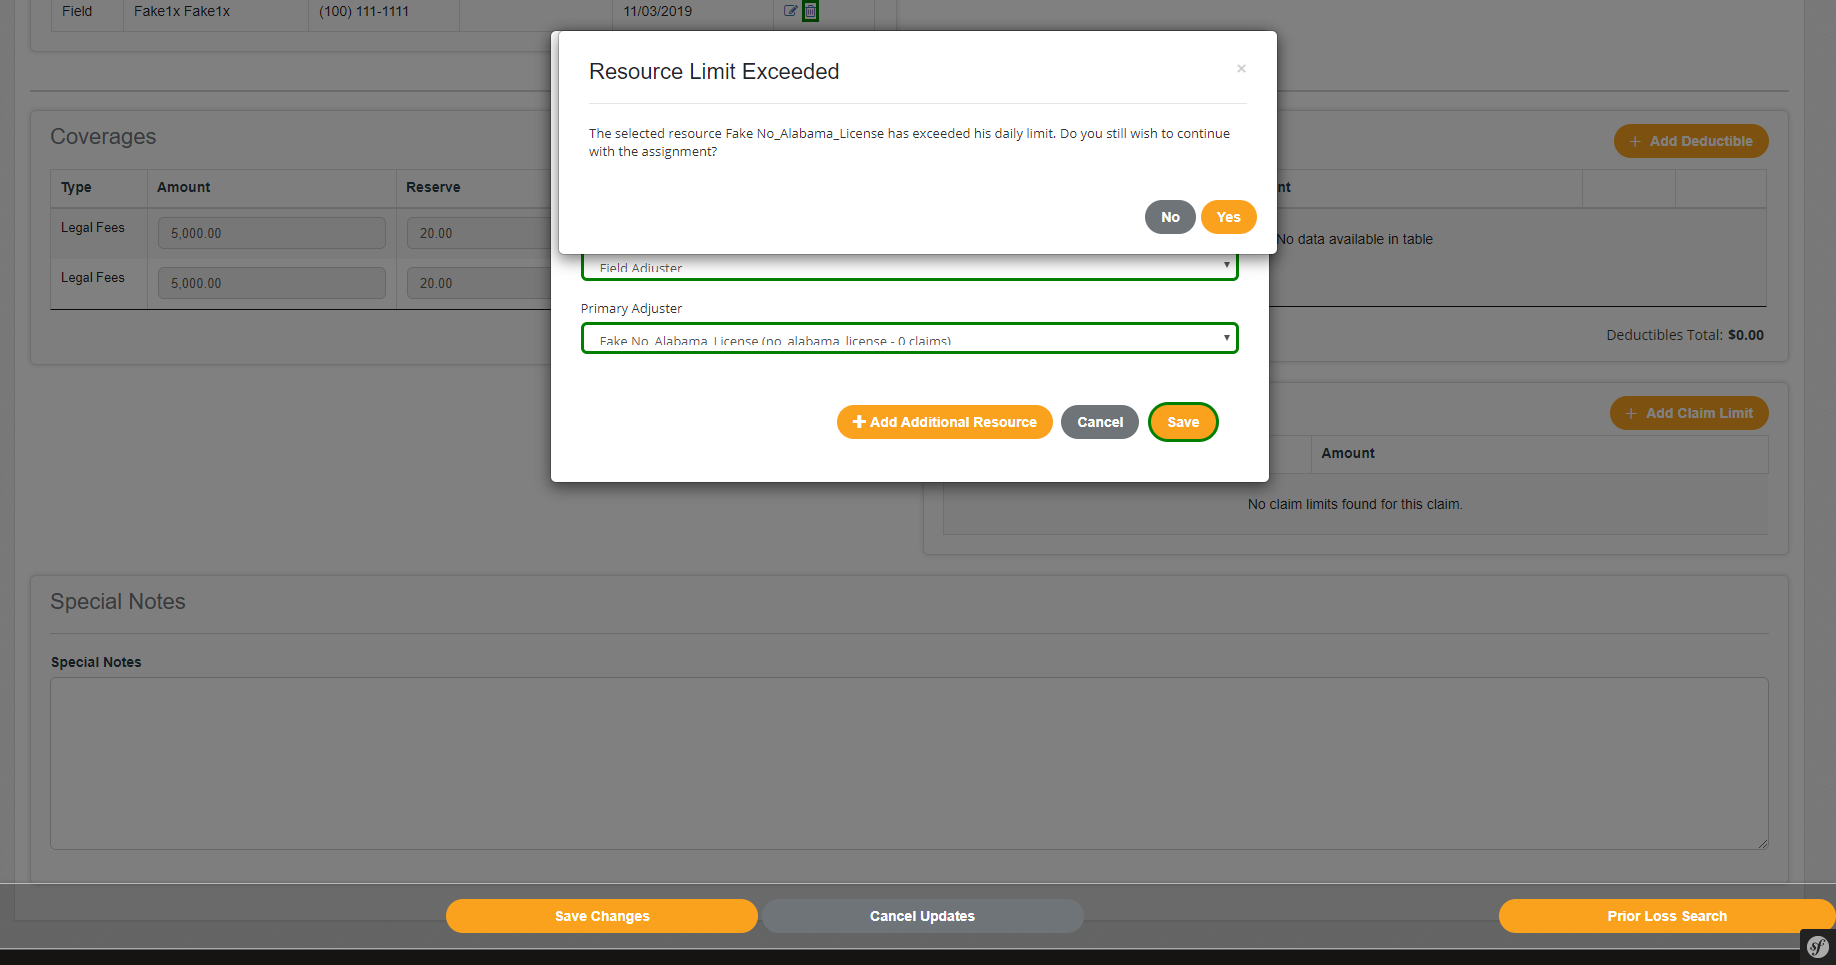 Field Fake1x Fake1x (100) 111-1111 11/03/2019
Resource Limit Exceeded ×
The selected resource Fake No_Alabama_License has exceeded his daily limit. Do you still wish to continue
with the assignment?
No Yes
Coverages
+ Add Deductible
Type Amount Reserve
nt
Legal Fees 5,000.00 20.00
No data available in table
Legal Fees 5,000.00 20.00
Field Adjuster
Primary Adjuster
Fake No_Alabama_License (no_alabama_license - 0 claims)
Deductibles Total: $0.00
+ Add Additional Resource Cancel Save
+ Add Claim Limit
Amount
No claim limits found for this claim.
Special Notes
Special Notes
Save Changes Cancel Updates Prior Loss Search
sf